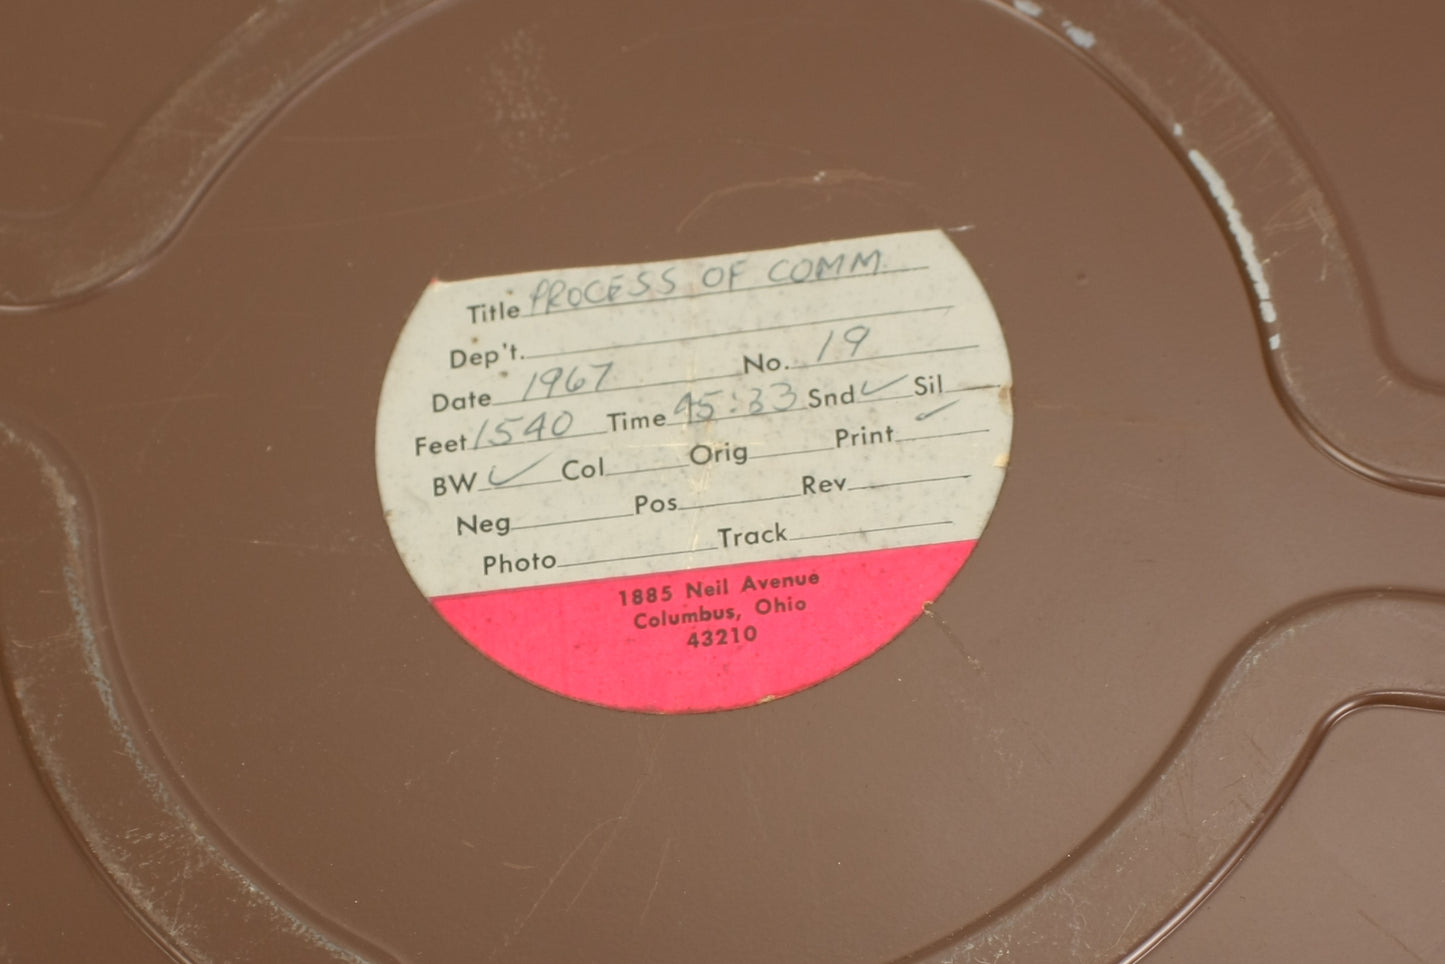 Title PROCESS OF COMM.
Dep't.
Date 1967 No. 19
Feet 1540 Time 45:33 Snd ✓ Sil
BW ✓ Col Orig Print ✓
Neg Pos Rev
Photo Track
1885 Neil Avenue
Columbus, Ohio
43210